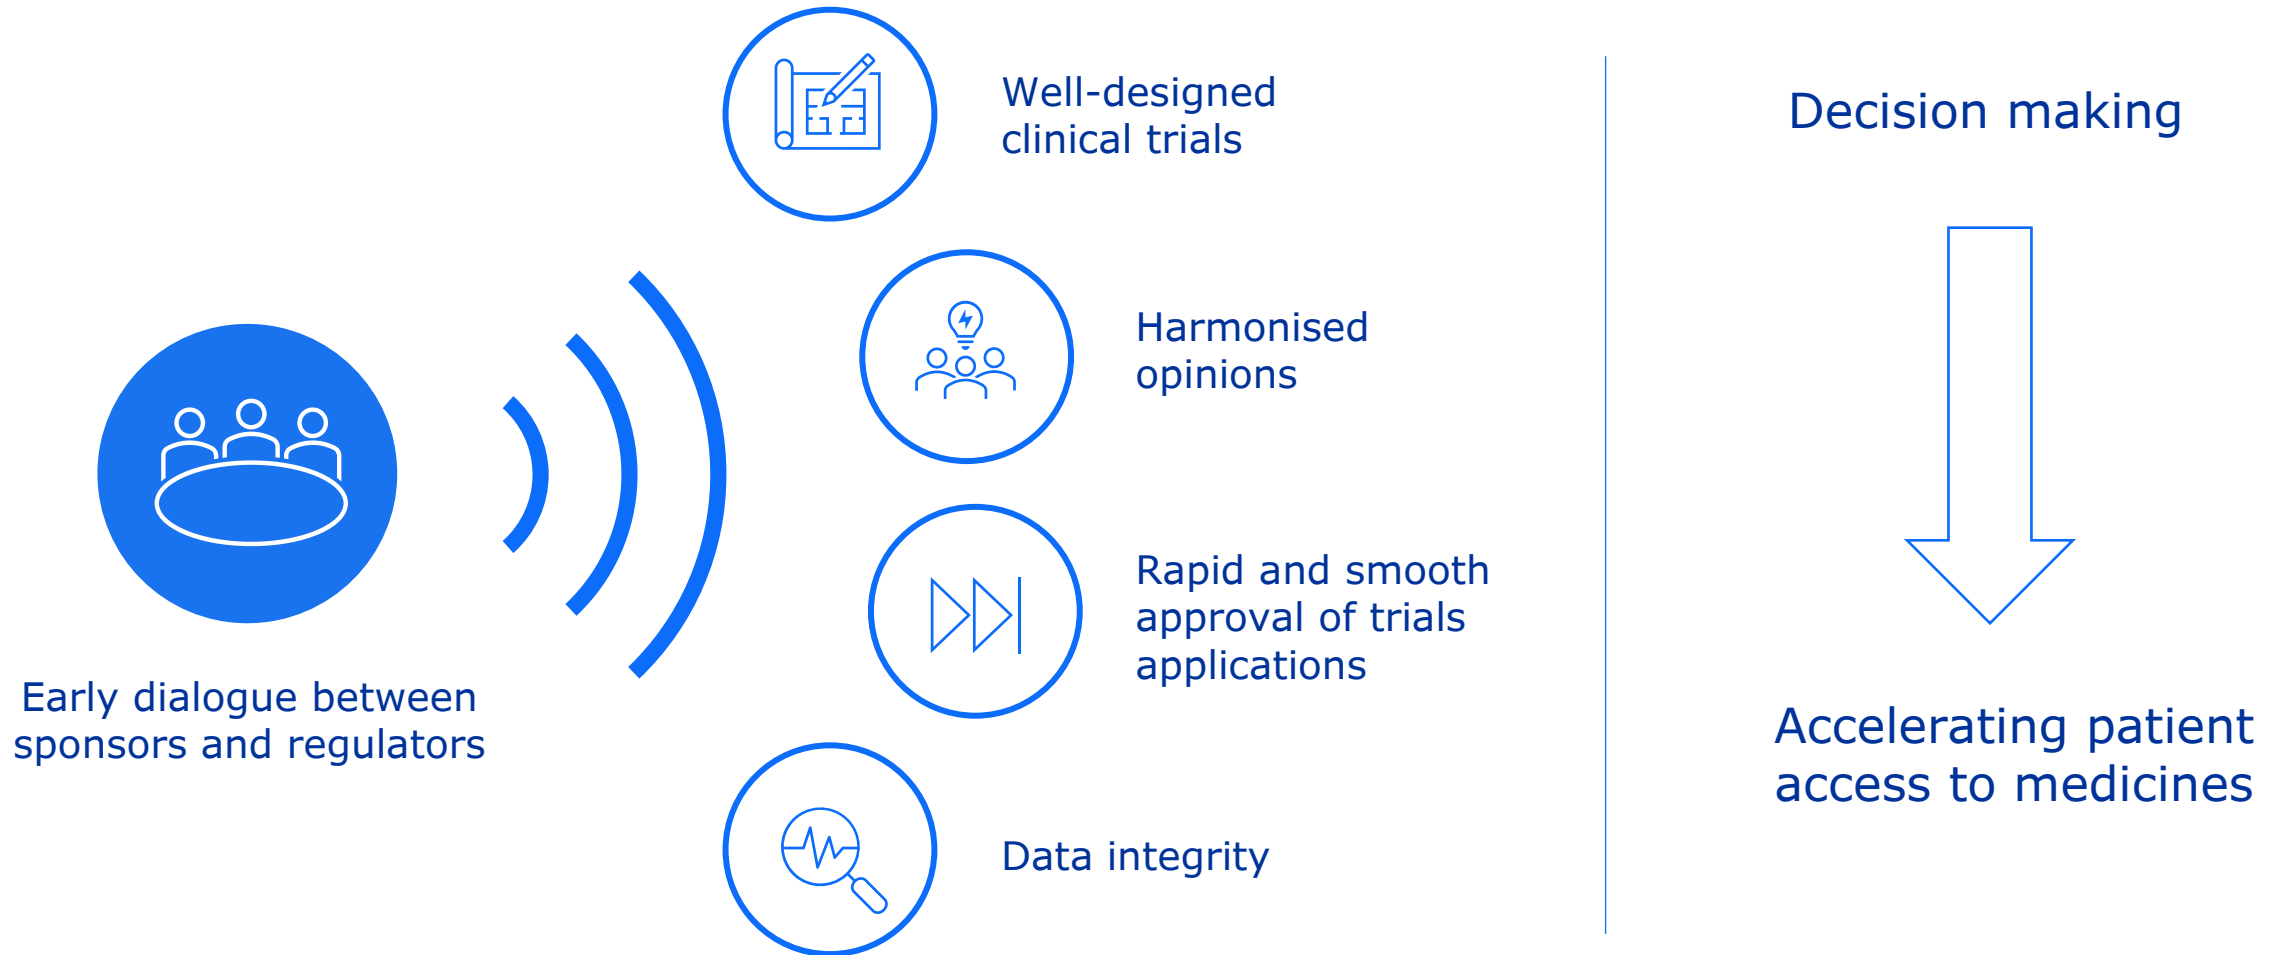 Early dialogue between
sponsors and regulators
Well-designed
clinical trials
Harmonised
opinions
Rapid and smooth
approval of trials
applications
Data integrity
Decision making
Accelerating patient
access to medicines